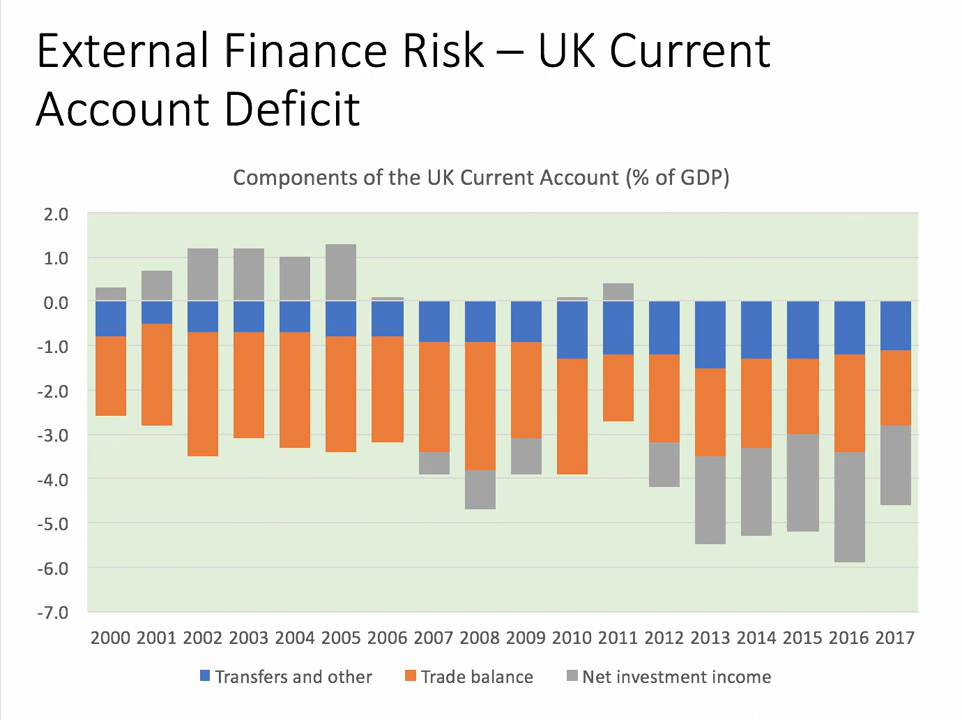 External Finance Risk – UK Current
Account Deficit
Components of the UK Current Account (% of GDP)
2.0
1.0
0.0
-1.0
-2.0
-3.0
-4.0
-5.0
-6.0
-7.0
2000 2001 2002 2003 2004 2005 2006 2007 2008 2009 2010 2011 2012 2013 2014 2015 2016 2017
Transfers and other Trade balance Net investment income